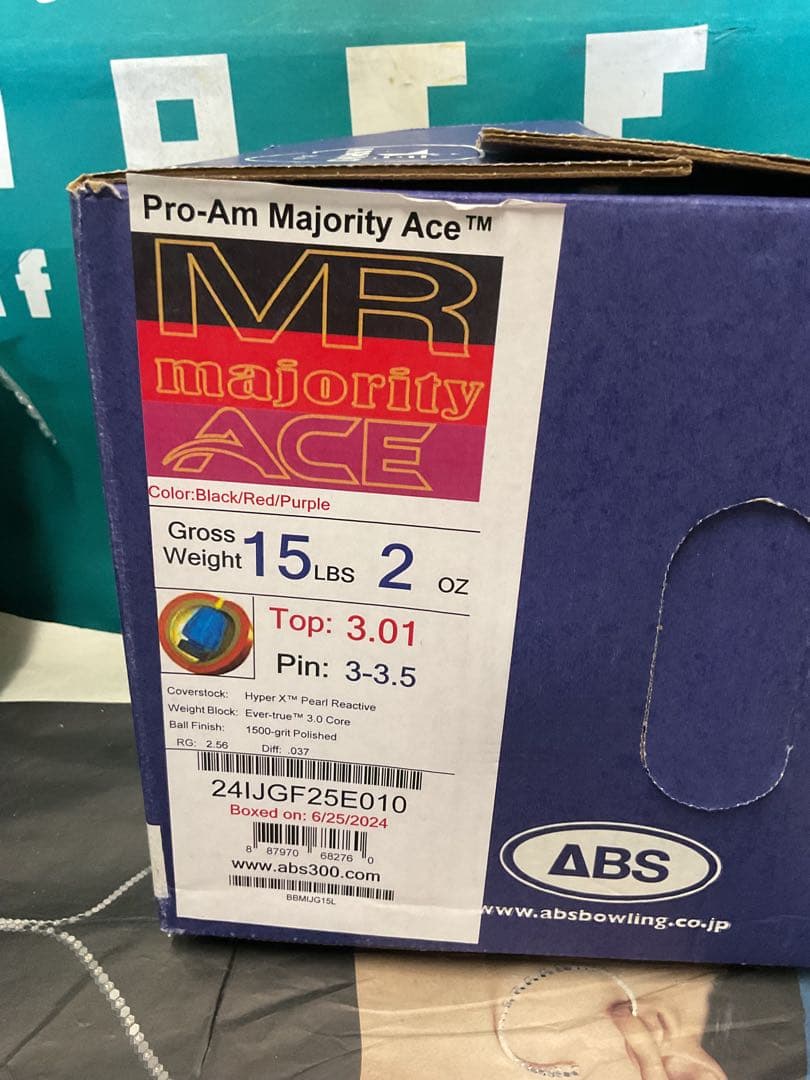 f
Pro-Am Majority Ace™
MR
majority
ACE
Color:Black/Red/Purple
Gross Weight 15 LBS 2 OZ
Top: 3.01
Pin: 3-3.5
Coverstock: Hyper X™ Pearl Reactive
Weight Block: Ever-true™ 3.0 Core
Ball Finish: 1500-grit Polished
RG: 2.56 Diff: .037
24IJGF25E010
Boxed on: 6/25/2024
8 87970 68276 0
www.abs300.com
BBMIJG15L
ABS
www.absbowling.co.jp